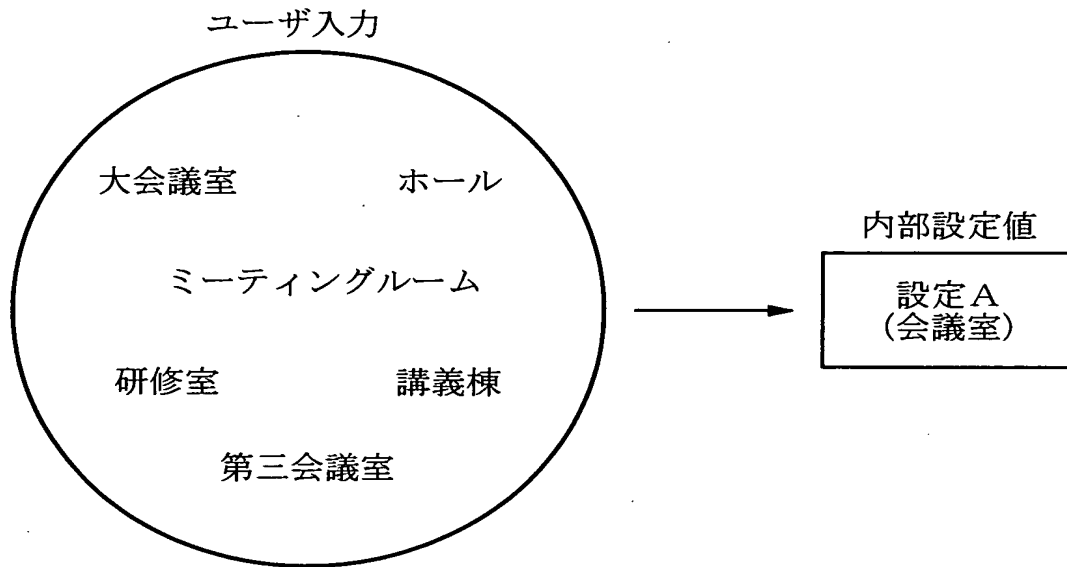 ユーザ入力
大会議室
ホール
ミーティングルーム
研修室
講義棟
第三会議室
内部設定値
設定A
(会議室)